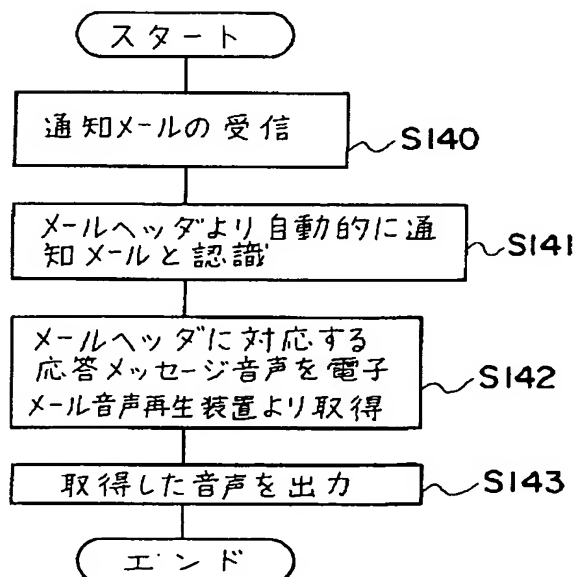 スタート
通知メールの受信
S140
メールヘッダより自動的に通
知メールと認識
S141
メールヘッダに対応する
応答メッセージ音声を電子
メール音声再生装置より取得
S142
取得した音声を出力
S143
エンド